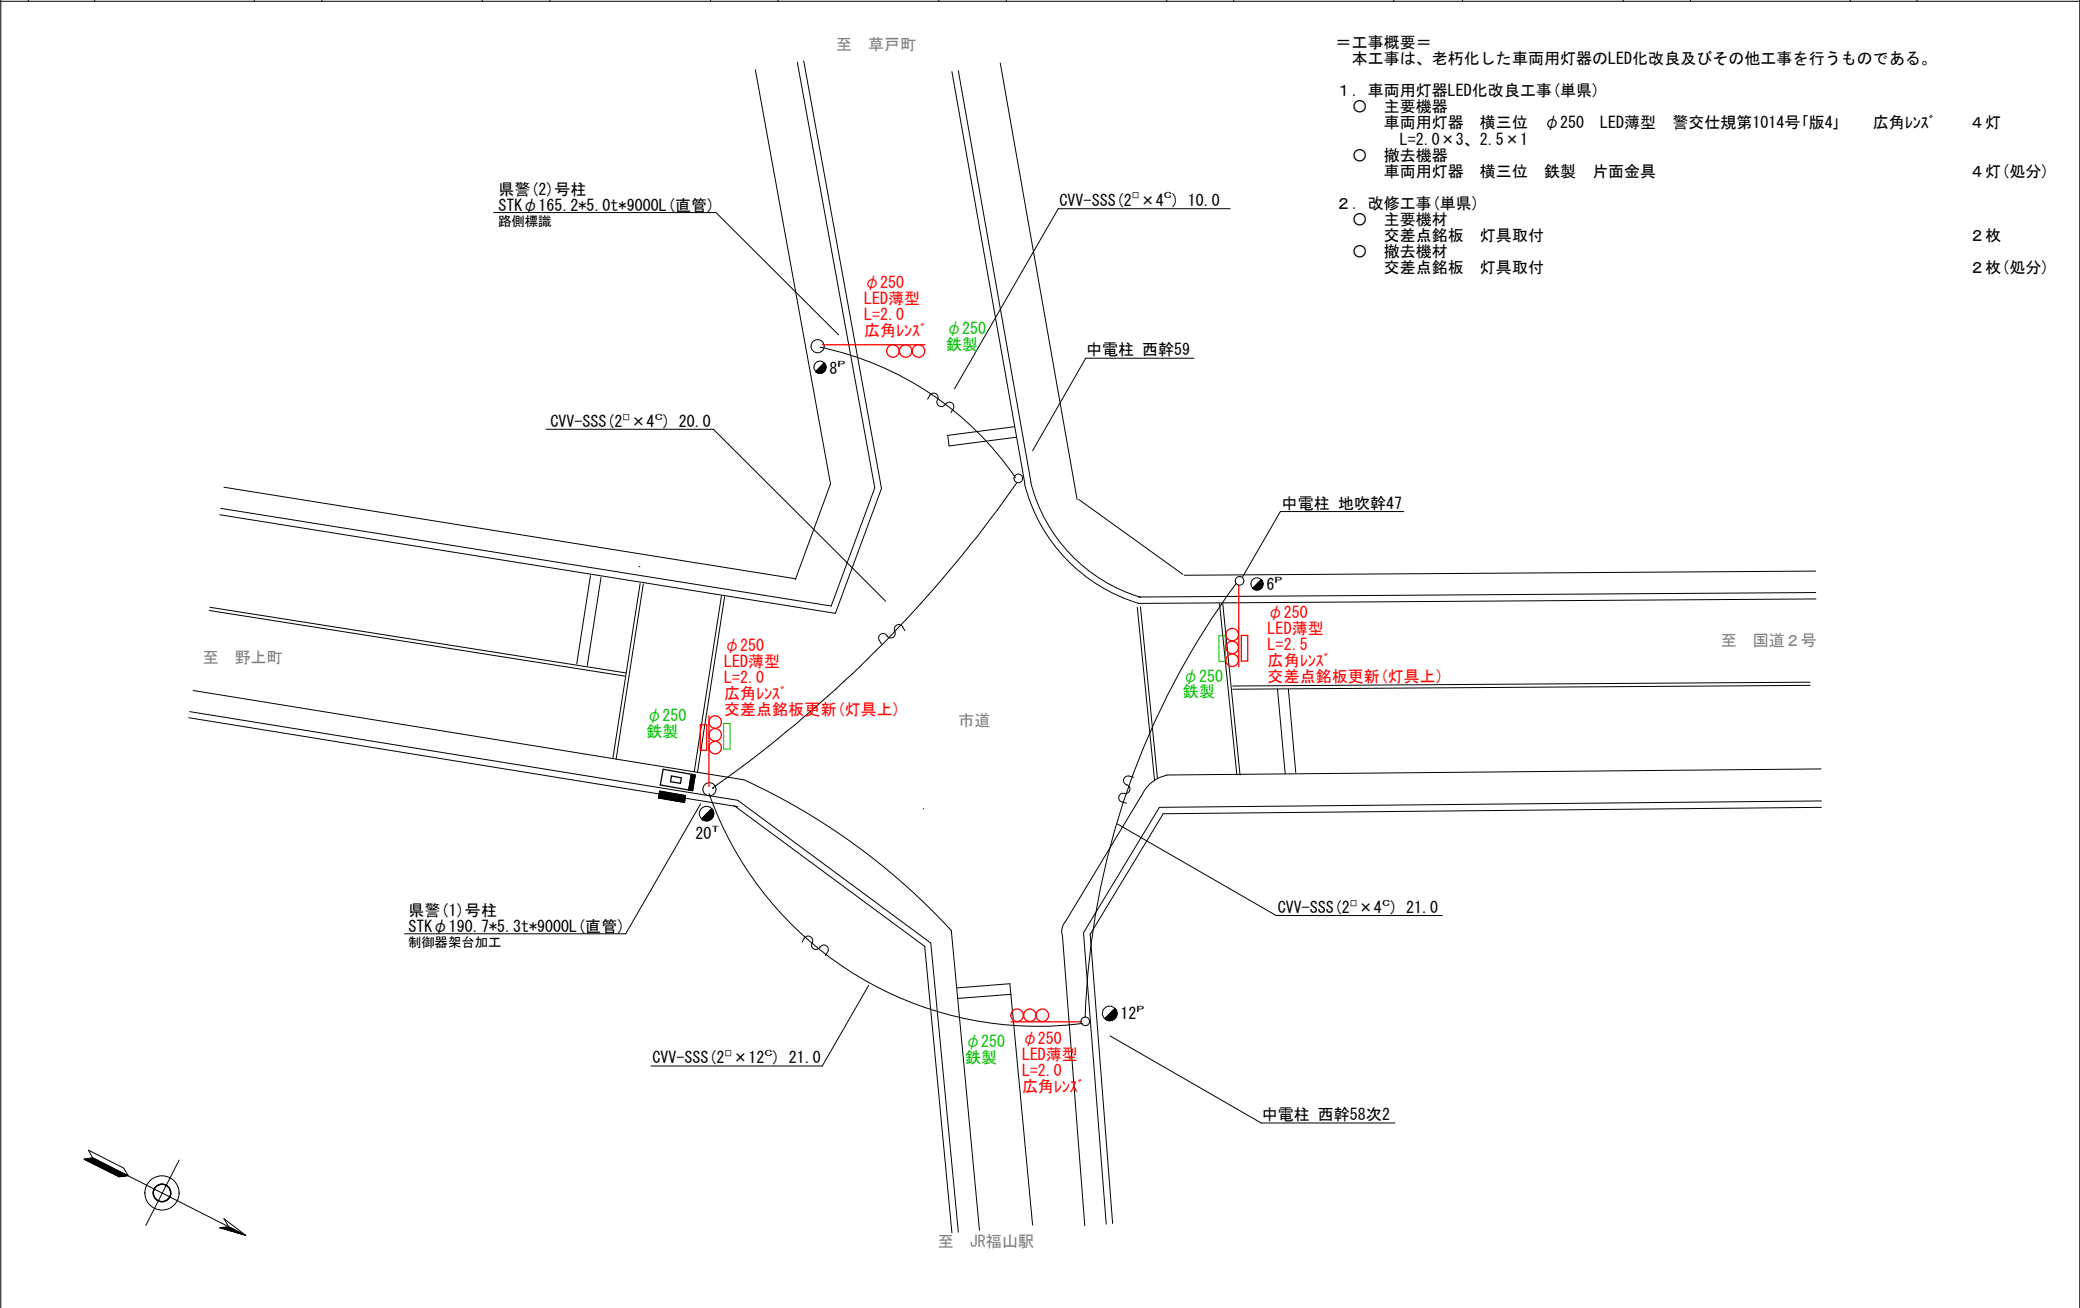 至　草戸町
＝工事概要＝
本工事は、老朽化した車両用灯器のLED化改良及びその他工事を行うものである。
１．車両用灯器LED化改良工事(単県)
○　主要機器
車両用灯器　横三位　φ250　LED薄型　警交仕規第1014号｢版4｣　　広角ﾚﾝｽﾞ　　４灯
L=2.0×3、2.5×1
○　撤去機器
車両用灯器　横三位　鉄製　片面金具　　４灯(処分)
２．改修工事(単県)
○　主要機材
交差点銘板　灯具取付　　２枚
○　撤去機材
交差点銘板　灯具取付　　２枚(処分)
県警(2)号柱
STKφ165.2*5.0t*9000L(直管)
路側標識
CVV-SSS(2□×4C) 10.0
φ250
LED薄型
L=2.0
広角ﾚﾝｽﾞ
φ250
鉄製
8P
中電柱 西幹59
CVV-SSS(2□×4C) 20.0
中電柱 地吹幹47
6P
φ250
LED薄型
L=2.5
広角ﾚﾝｽﾞ
交差点銘板更新(灯具上)
φ250
鉄製
至　国道２号
至　野上町
φ250
LED薄型
L=2.0
広角ﾚﾝｽﾞ
交差点銘板更新(灯具上)
φ250
鉄製
市道
20T
県警(1)号柱
STKφ190.7*5.3t*9000L(直管)
制御器架台加工
CVV-SSS(2□×4C) 21.0
12P
CVV-SSS(2□×12C) 21.0
φ250
鉄製
φ250
LED薄型
L=2.0
広角ﾚﾝｽﾞ
中電柱 西幹58次2
至　JR福山駅